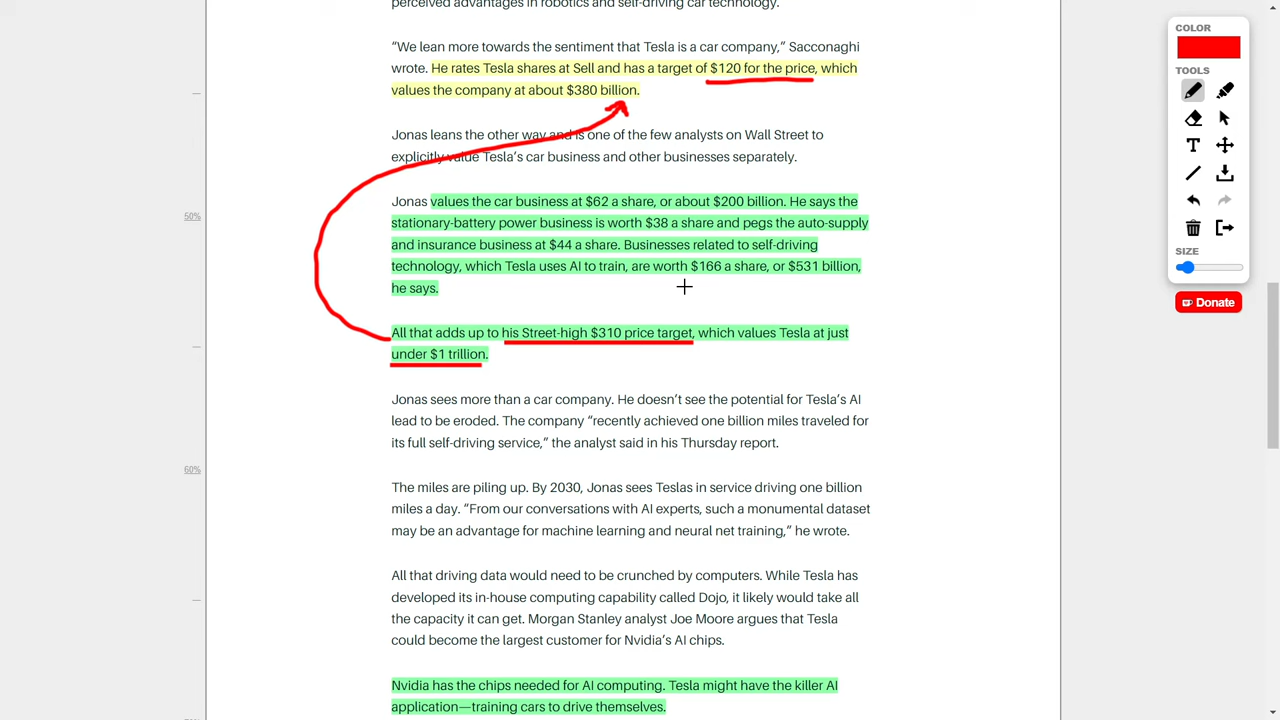 perceived advantages in robotics and self-driving car technology.
“We lean more towards the sentiment that Tesla is a car company,” Sacconaghi
wrote. He rates Tesla shares at Sell and has a target of $120 for the price, which
values the company at about $380 billion.
Jonas leans the other way and is one of the few analysts on Wall Street to
explicitly value Tesla’s car business and other businesses separately.
Jonas values the car business at $62 a share, or about $200 billion. He says the
stationary-battery power business is worth $38 a share and pegs the auto-supply
and insurance business at $44 a share. Businesses related to self-driving
technology, which Tesla uses AI to train, are worth $166 a share, or $531 billion,
he says.
All that adds up to his Street-high $310 price target, which values Tesla at just
under $1 trillion.
Jonas sees more than a car company. He doesn’t see the potential for Tesla’s AI
lead to be eroded. The company “recently achieved one billion miles traveled for
its full self-driving service,” the analyst said in his Thursday report.
The miles are piling up. By 2030, Jonas sees Teslas in service driving one billion
miles a day. “From our conversations with AI experts, such a monumental dataset
may be an advantage for machine learning and neural net training,” he wrote.
All that driving data would need to be crunched by computers. While Tesla has
developed its in-house computing capability called Dojo, it likely would take all
the capacity it can get. Morgan Stanley analyst Joe Moore argues that Tesla
could become the largest customer for Nvidia’s AI chips.
Nvidia has the chips needed for AI computing. Tesla might have the killer AI
application—training cars to drive themselves.
50%
60%
COLOR
TOOLS
T
SIZE
Donate